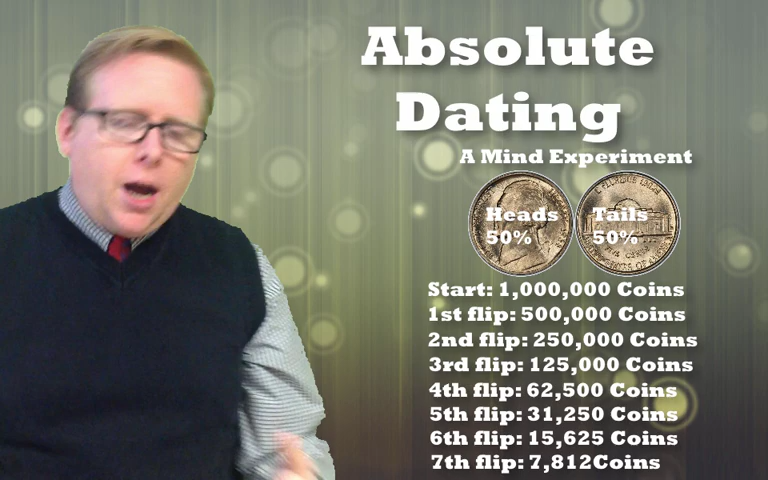 Absolute
Dating
A Mind Experiment
Heads Tails
50% 50%
Start: 1,000,000 Coins
1st flip: 500,000 Coins
2nd flip: 250,000 Coins
3rd flip: 125,000 Coins
4th flip: 62,500 Coins
5th flip: 31,250 Coins
6th flip: 15,625 Coins
7th flip: 7,812Coins